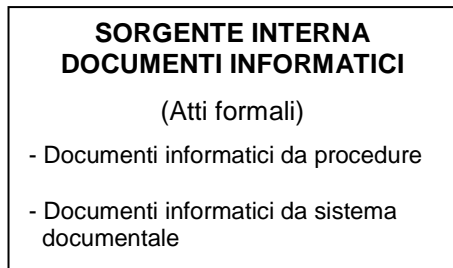 SORGENTE INTERNA
DOCUMENTI INFORMATICI
(Atti formali)
- Documenti informatici da procedure
- Documenti informatici da sistema
documentale